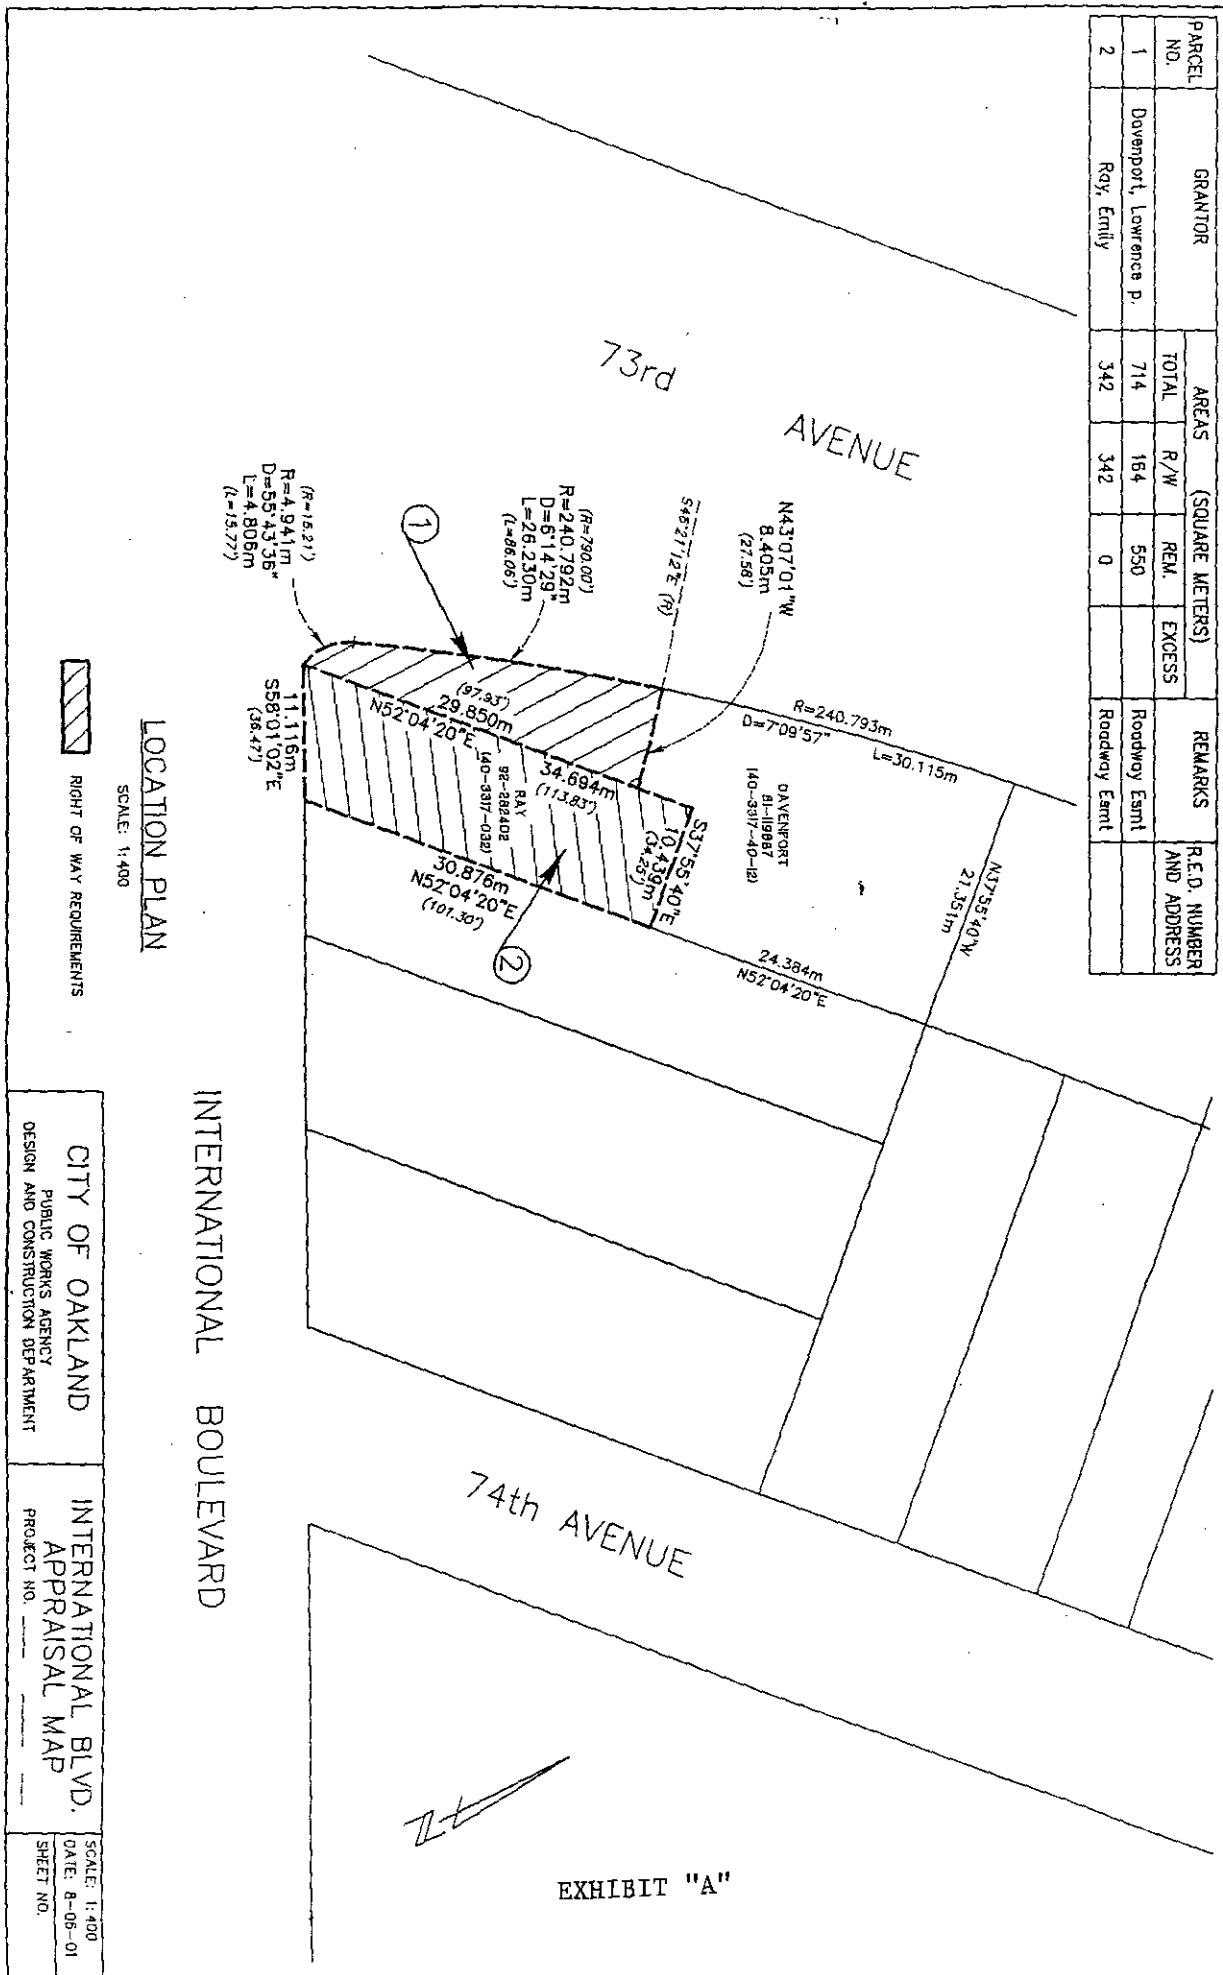 PARCEL NO. GRANTOR AREAS (SQUARE METERS) REMARKS R.E.D. NUMBER AND ADDRESS
TOTAL R/W REM. EXCESS
1 Davenport, Lawrence p. 714 164 550 Roadway Esmt
2 Ray, Emily 342 342 0 Roadway Esmt
73rd AVENUE
N43°07'01"W
8.405m
(27.58')
S46°21'12"E (R)
(R=790.00')
R=240.792m
D=6°14'29"
L=26.230m
(L=86.06')
1
(R=16.21')
R=4.941m
D=55°43'36"
L=4.806m
(L=15.77')
R=240.793m
D=7°09'57"
L=30.115m
N37°55'40"W
21.351m
DAVENPORT
81-119867
(40-3317-40-12)
(97.93')
29.850m
N52°04'20"E
34.694m
(113.83')
S37°55'40"E
10.439m
(34.25')
RAY
92-282402
(40-3317-032)
30.876m
N52°04'20"E
(101.30')
2
24.384m
N52°04'20"E
11.116m
S58°01'02"E
(36.47')
INTERNATIONAL BOULEVARD
74th AVENUE
LOCATION PLAN
SCALE: 1:400
RIGHT OF WAY REQUIREMENTS
N
EXHIBIT "A"
CITY OF OAKLAND
PUBLIC WORKS AGENCY
DESIGN AND CONSTRUCTION DEPARTMENT
INTERNATIONAL BLVD.
APPRAISAL MAP
PROJECT NO.
SCALE: 1:400
DATE: 8-06-01
SHEET NO.